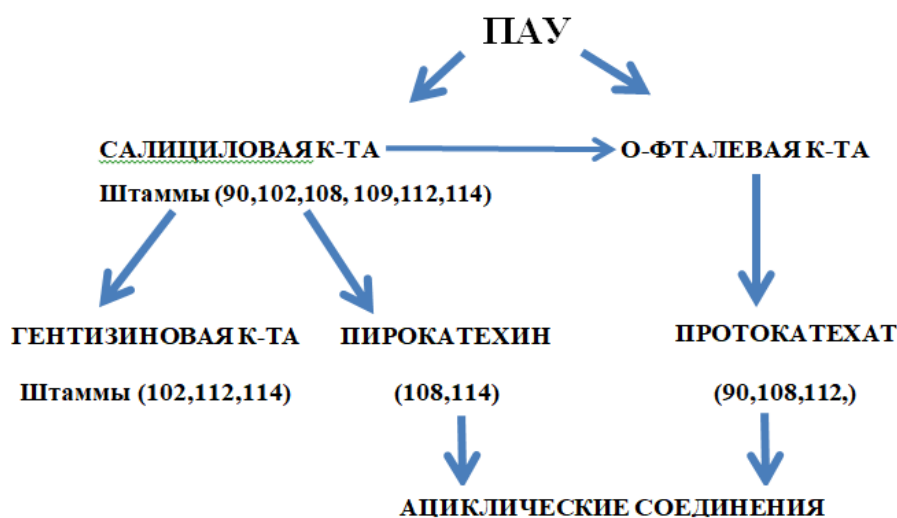 ПАУ
САЛИЦИЛОВАЯ К-ТА
О-ФТАЛЕВАЯ К-ТА
Штаммы (90,102,108, 109,112,114)
ГЕНТИЗИНОВАЯ К-ТА
ПИРОКАТЕХИН
ПРОТОКАТЕХАТ
Штаммы (102,112,114)
(108,114)
(90,108,112,)
АЦИКЛИЧЕСКИЕ СОЕДИНЕНИЯ